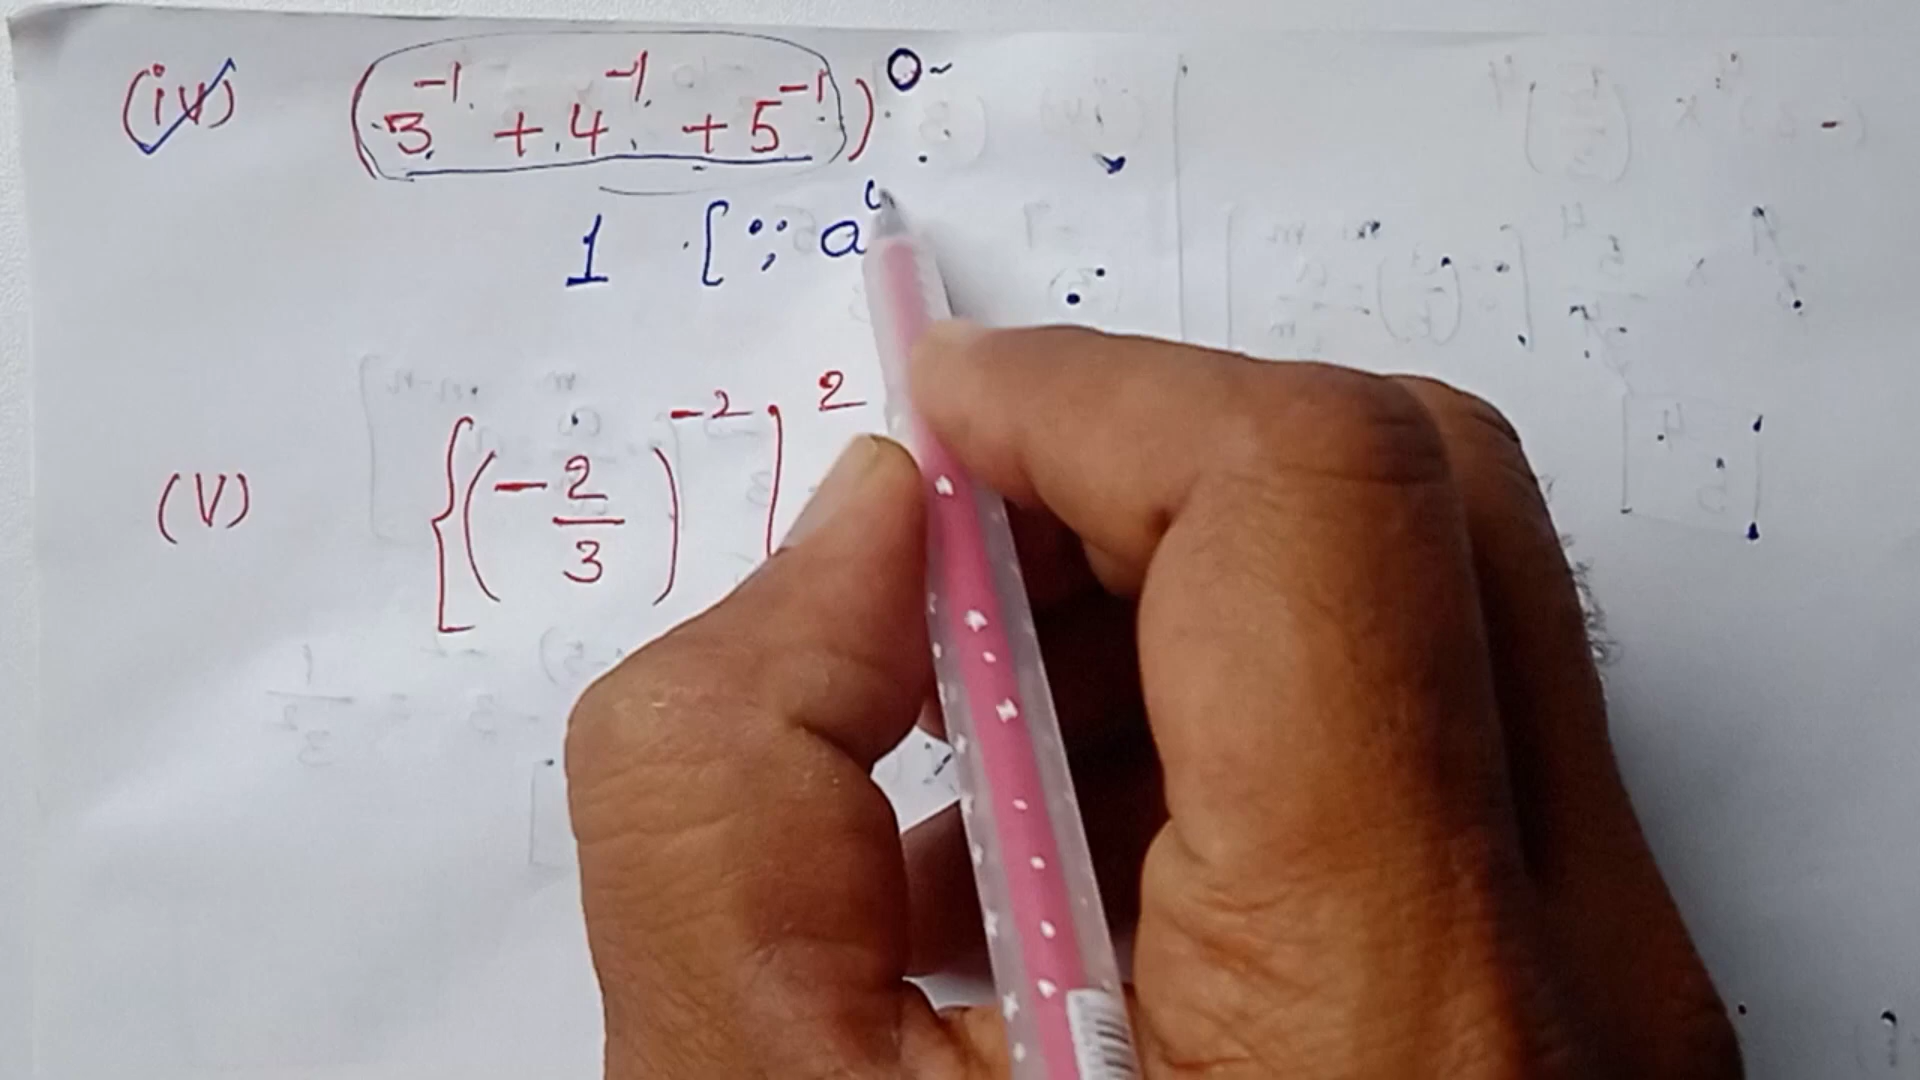 (iv) (3⁻¹ + 4⁻¹ + 5⁻¹)⁰
1 [∵ a
(V) {(-2/3)⁻²}²